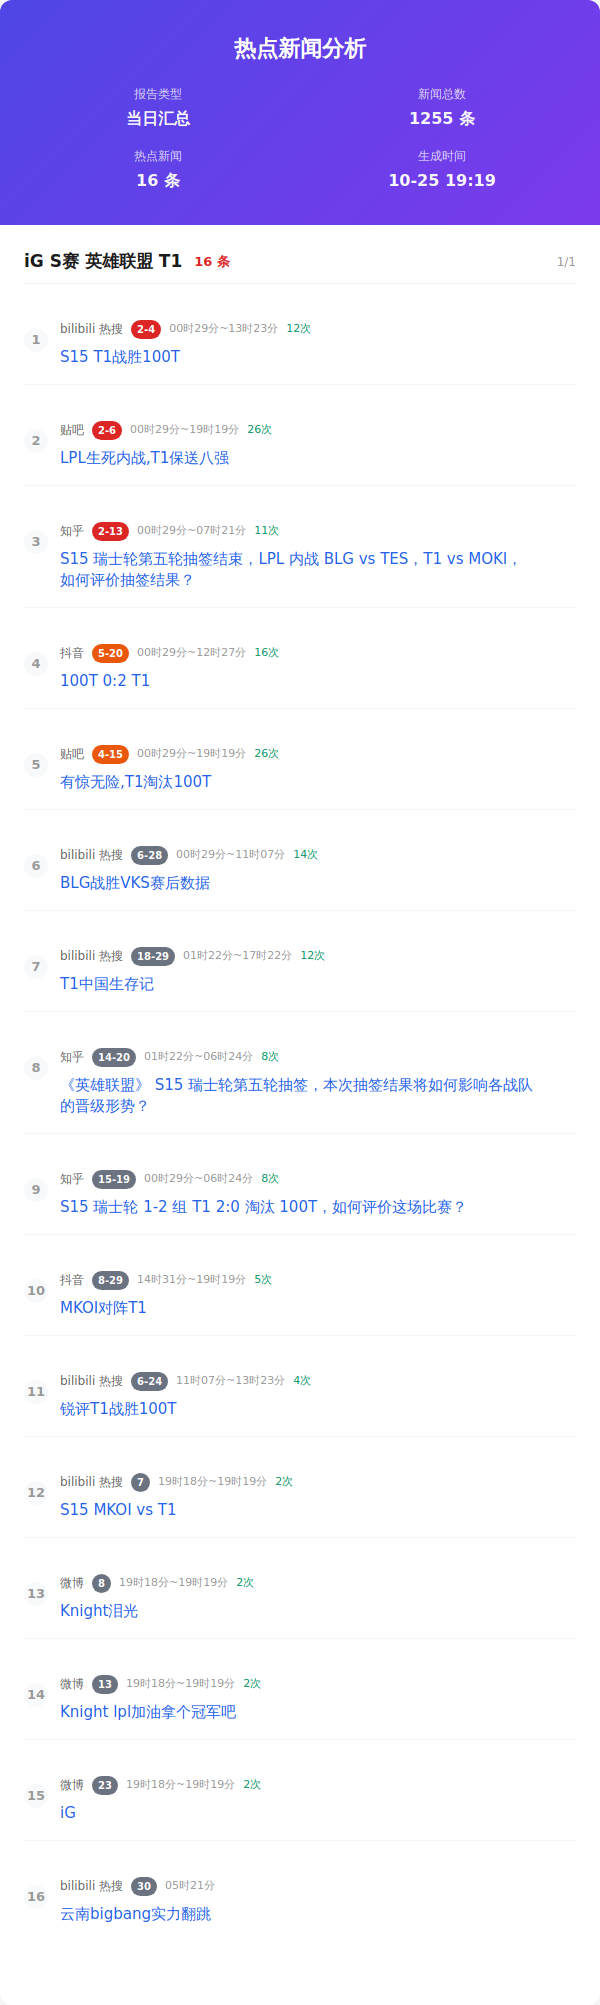 热点新闻分析
报告类型
当日汇总
新闻总数
1255 条
热点新闻
16 条
生成时间
10-25 19:19
iG S赛 英雄联盟 T1 16 条 1/1
1
bilibili 热搜 2-4 00时29分~13时23分 12次
S15 T1战胜100T
2
贴吧 2-6 00时29分~19时19分 26次
LPL生死内战,T1保送八强
3
知乎 2-13 00时29分~07时21分 11次
S15 瑞士轮第五轮抽签结束，LPL 内战 BLG vs TES，T1 vs MOKI，
如何评价抽签结果？
4
抖音 5-20 00时29分~12时27分 16次
100T 0:2 T1
5
贴吧 4-15 00时29分~19时19分 26次
有惊无险,T1淘汰100T
6
bilibili 热搜 6-28 00时29分~11时07分 14次
BLG战胜VKS赛后数据
7
bilibili 热搜 18-29 01时22分~17时22分 12次
T1中国生存记
8
知乎 14-20 01时22分~06时24分 8次
《英雄联盟》 S15 瑞士轮第五轮抽签，本次抽签结果将如何影响各战队
的晋级形势？
9
知乎 15-19 00时29分~06时24分 8次
S15 瑞士轮 1-2 组 T1 2:0 淘汰 100T，如何评价这场比赛？
10
抖音 8-29 14时31分~19时19分 5次
MKOI对阵T1
11
bilibili 热搜 6-24 11时07分~13时23分 4次
锐评T1战胜100T
12
bilibili 热搜 7 19时18分~19时19分 2次
S15 MKOI vs T1
13
微博 8 19时18分~19时19分 2次
Knight泪光
14
微博 13 19时18分~19时19分 2次
Knight lpl加油拿个冠军吧
15
微博 23 19时18分~19时19分 2次
iG
16
bilibili 热搜 30 05时21分
云南bigbang实力翻跳